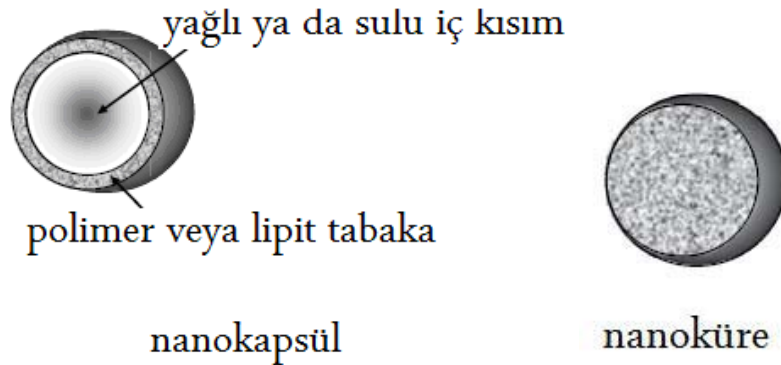 yağlı ya da sulu iç kısım
polimer veya lipit tabaka
nanokapsül
nanoküre